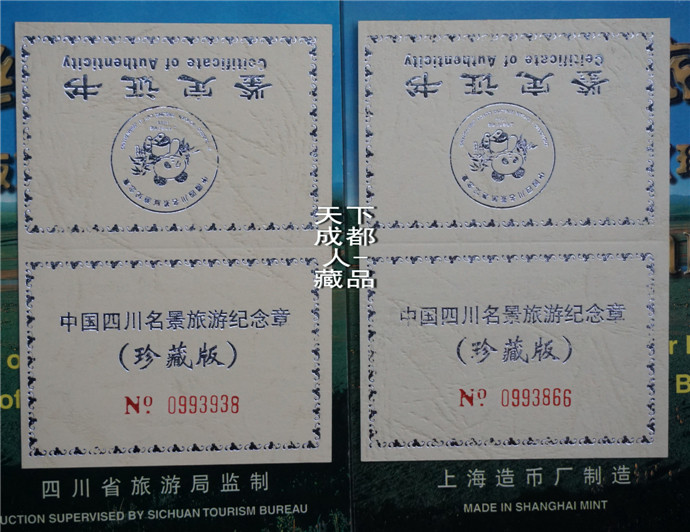 Ceitificate of Authenticity
鉴定证书
中国四川名景旅游纪念章
(珍藏版)
No 0993938
四川省旅游局监制
UCTION SUPERVISED BY SICHUAN TOURISM BUREAU
Ceitificate of Authenticity
鉴定证书
中国四川名景旅游纪念章
(珍藏版)
No 0993866
上海造币厂制造
MADE IN SHANGHAI MINT
天下
成都
人–
藏品